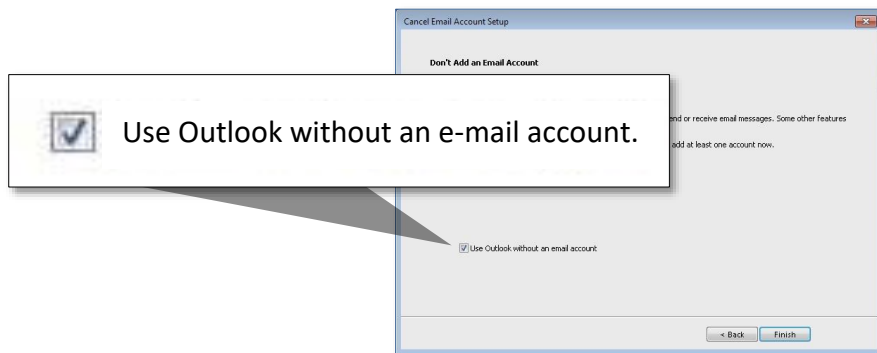 Cancel Email Account Setup
Don't Add an Email Account
Use Outlook without an e-mail account.
end or receive email messages. Some other features
add at least one account now.
Use Outlook without an email account
< Back Finish